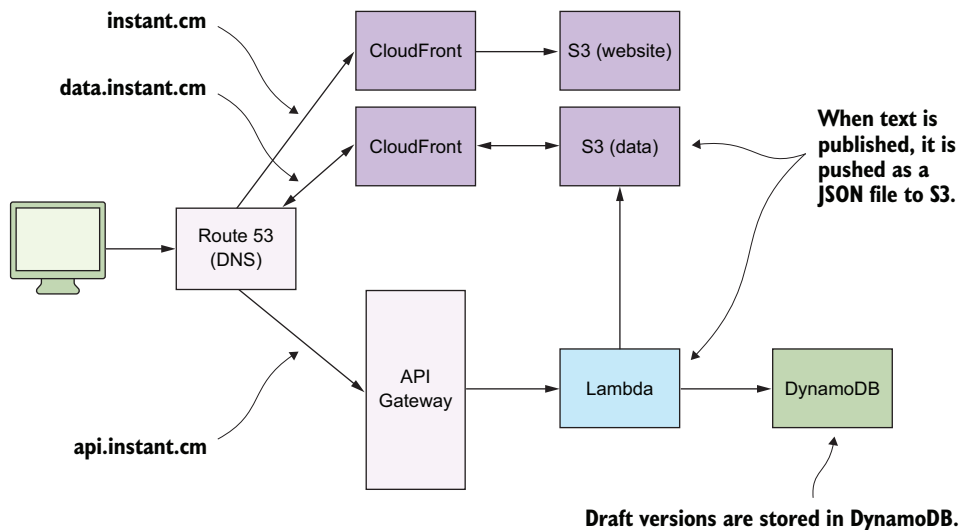 instant.cm
CloudFront
S3 (website)
data.instant.cm
CloudFront
S3 (data)
When text is
published, it is
pushed as a
JSON file to S3.
Route 53
(DNS)
API
Gateway
Lambda
DynamoDB
api.instant.cm
Draft versions are stored in DynamoDB.